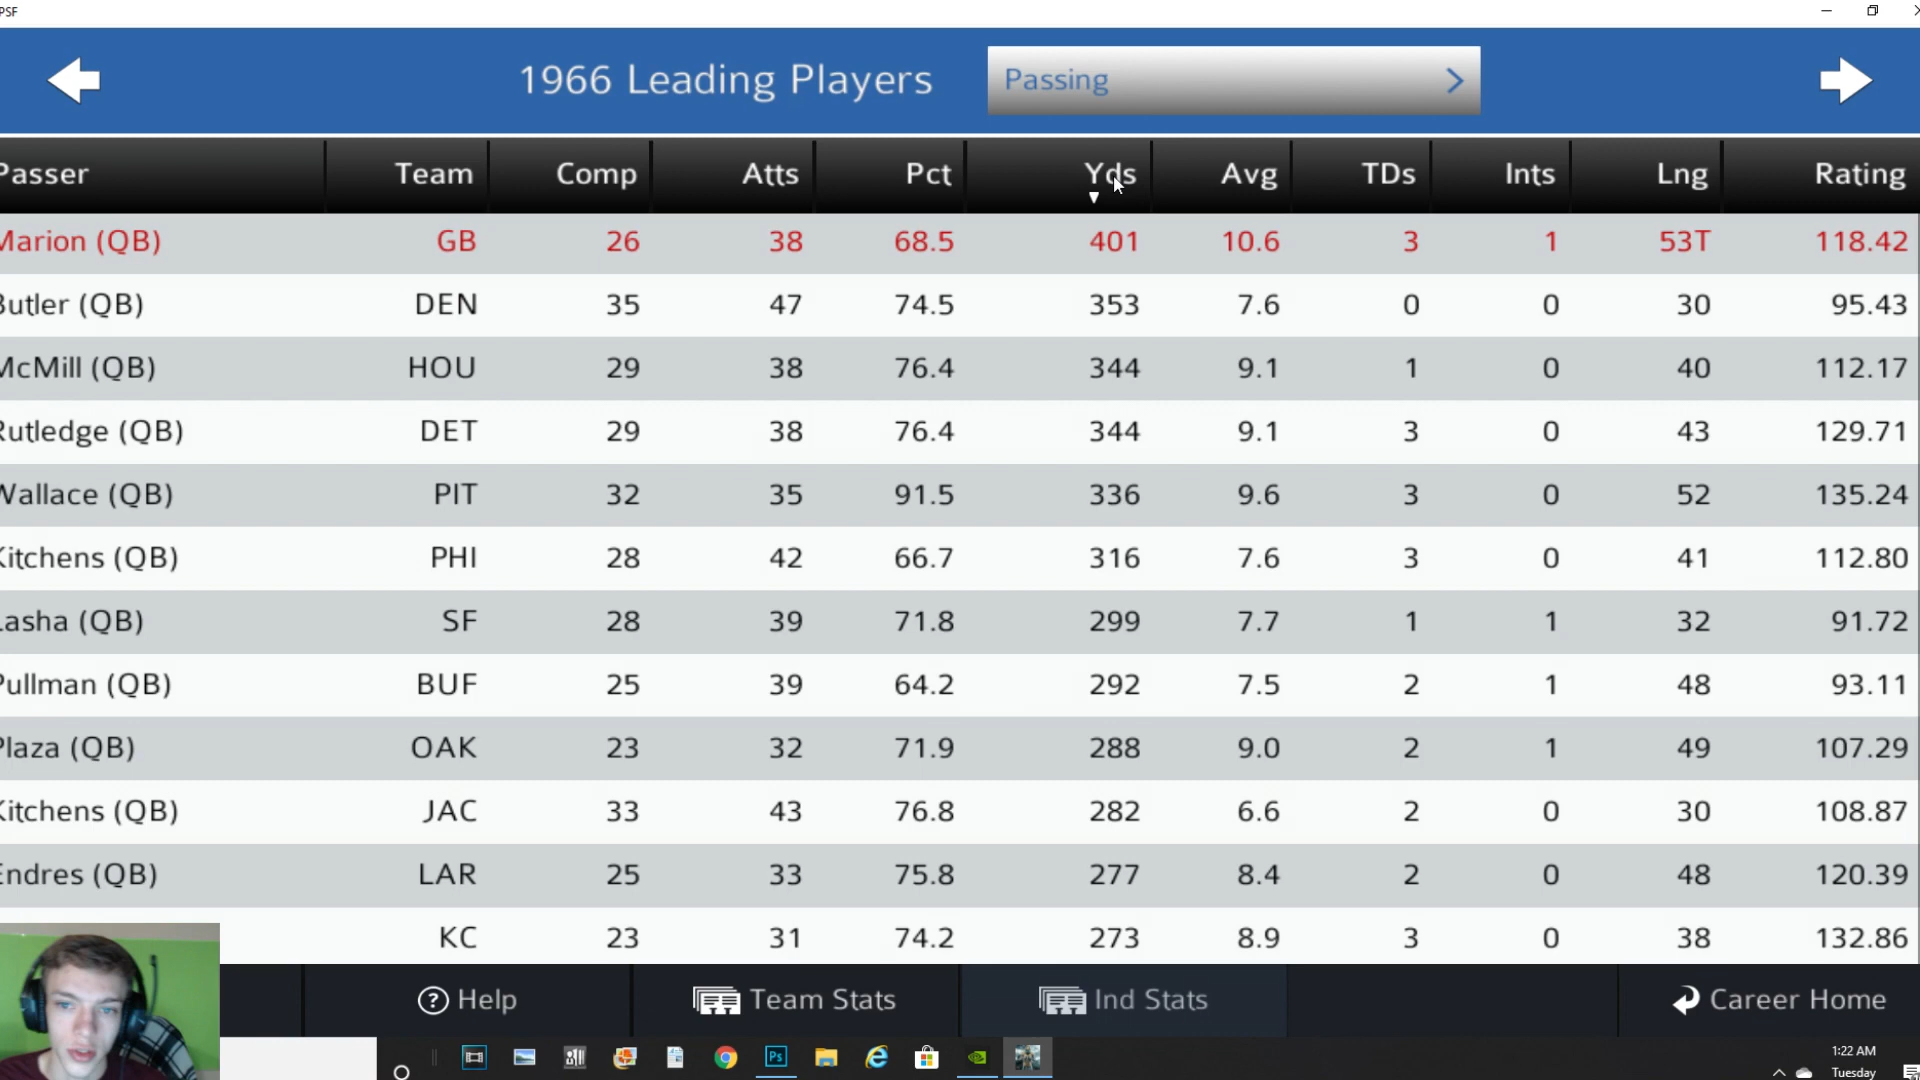 PSF
1966 Leading Players
Passing
Passer Team Comp Atts Pct Yds Avg TDs Ints Lng Rating
Marion (QB) GB 26 38 68.5 401 10.6 3 1 53T 118.42
Butler (QB) DEN 35 47 74.5 353 7.6 0 0 30 95.43
McMill (QB) HOU 29 38 76.4 344 9.1 1 0 40 112.17
Rutledge (QB) DET 29 38 76.4 344 9.1 3 0 43 129.71
Wallace (QB) PIT 32 35 91.5 336 9.6 3 0 52 135.24
Kitchens (QB) PHI 28 42 66.7 316 7.6 3 0 41 112.80
Lasha (QB) SF 28 39 71.8 299 7.7 1 1 32 91.72
Pullman (QB) BUF 25 39 64.2 292 7.5 2 1 48 93.11
Plaza (QB) OAK 23 32 71.9 288 9.0 2 1 49 107.29
Kitchens (QB) JAC 33 43 76.8 282 6.6 2 0 30 108.87
Endres (QB) LAR 25 33 75.8 277 8.4 2 0 48 120.39
KC 23 31 74.2 273 8.9 3 0 38 132.86
? Help Team Stats Ind Stats Career Home
Ps
1:22 AM
Tuesday